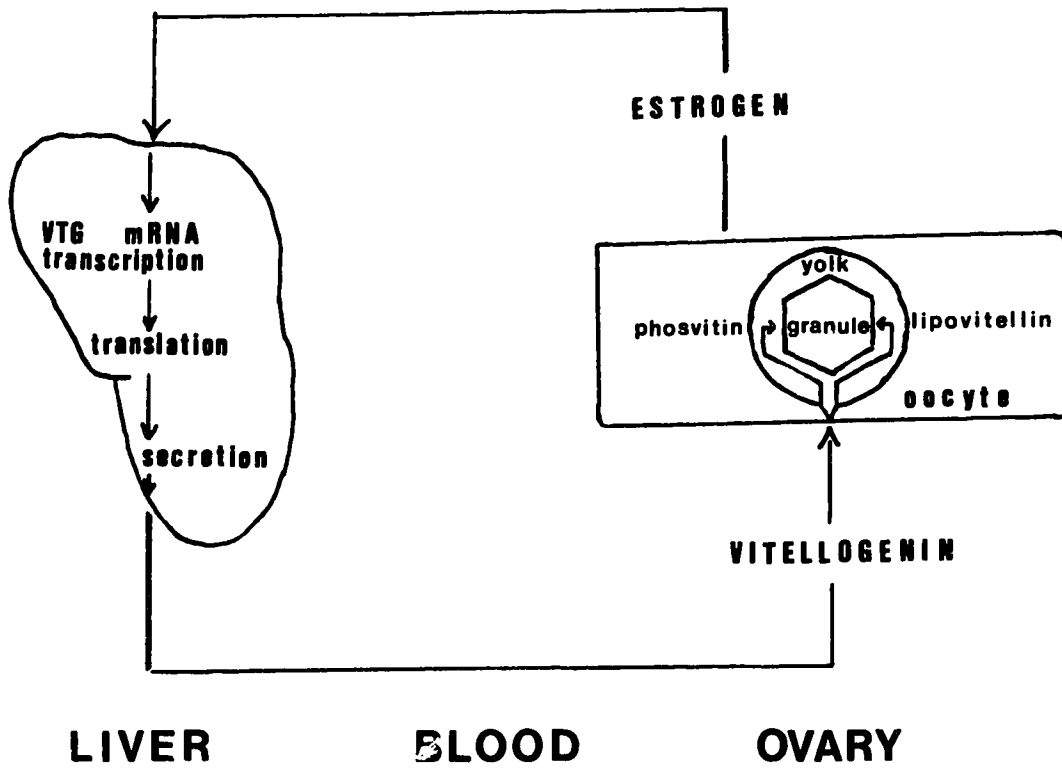 ESTROGEN
VTG mRNA
transcription
translation
secretion
yolk
phosvitin granule lipovitellin
oocyte
VITELLOGENIN
LIVER BLOOD OVARY